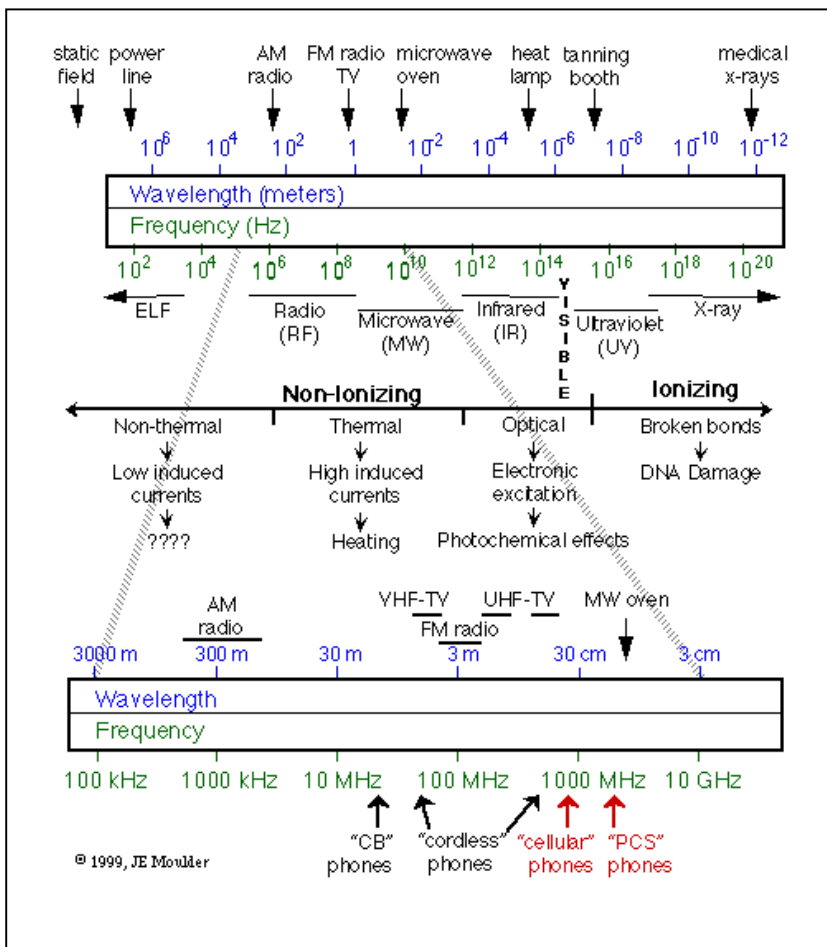 static power AM FM radio microwave heat tanning medical
field line radio TV oven lamp booth x-rays
10^6 10^4 10^2 1 10^-2 10^-4 10^-6 10^-8 10^-10 10^-12
Wavelength (meters)
Frequency (Hz)
10^2 10^4 10^6 10^8 10^10 10^12 10^14 10^16 10^18 10^20
ELF Radio Microwave Infrared VISIBLE Ultraviolet X-ray
(RF) (MW) (IR) (UV)
Non-Ionizing Ionizing
Non-thermal Thermal Optical Broken bonds
Low induced High induced Electronic DNA Damage
currents currents excitation
???? Heating Photochemical effects
AM VHF-TV UHF-TV MW oven
radio FM radio
3000 m 300 m 30 m 3 m 30 cm 3 cm
Wavelength
Frequency
100 kHz 1000 kHz 10 MHz 100 MHz 1000 MHz 10 GHz
"CB" "cordless" "cellular" "PCS"
phones phones phones phones
© 1999, JE Moulder